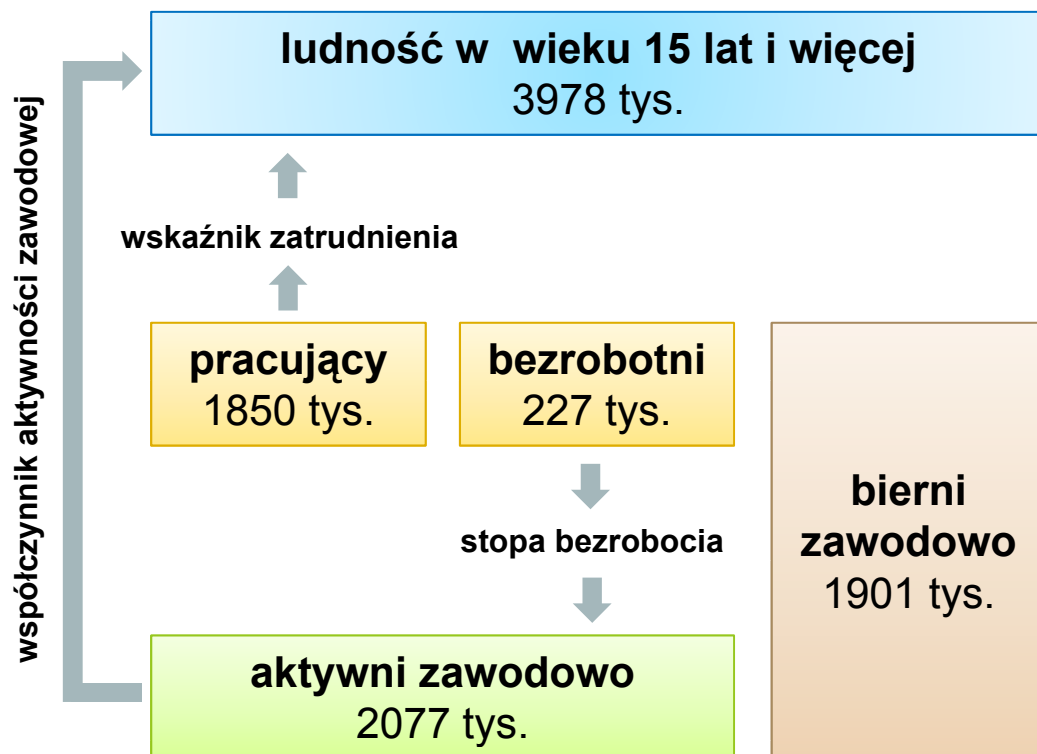 ludność w wieku 15 lat i więcej
3978 tys.
współczynnik aktywności zawodowej
wskaźnik zatrudnienia
pracujący
1850 tys.
bezrobotni
227 tys.
bierni
zawodowo
1901 tys.
stopa bezrobocia
aktywni zawodowo
2077 tys.